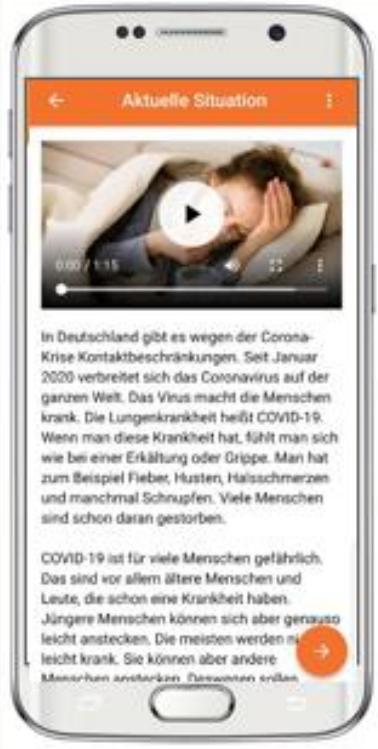 Aktuelle Situation
0:00 / 1:15
In Deutschland gibt es wegen der Corona-
Krise Kontaktbeschränkungen. Seit Januar
2020 verbreitet sich das Coronavirus auf der
ganzen Welt. Das Virus macht die Menschen
krank. Die Lungenkrankheit heißt COVID-19.
Wenn man diese Krankheit hat, fühlt man sich
wie bei einer Erkältung oder Grippe. Man hat
zum Beispiel Fieber, Husten, Halsschmerzen
und manchmal Schnupfen. Viele Menschen
sind schon daran gestorben.
COVID-19 ist für viele Menschen gefährlich.
Das sind vor allem ältere Menschen und
Leute, die schon eine Krankheit haben.
Jüngere Menschen können sich aber genauso
leicht anstecken. Die meisten werden
leicht krank. Sie können aber andere
Menschen anstecken. Deswegen sollen